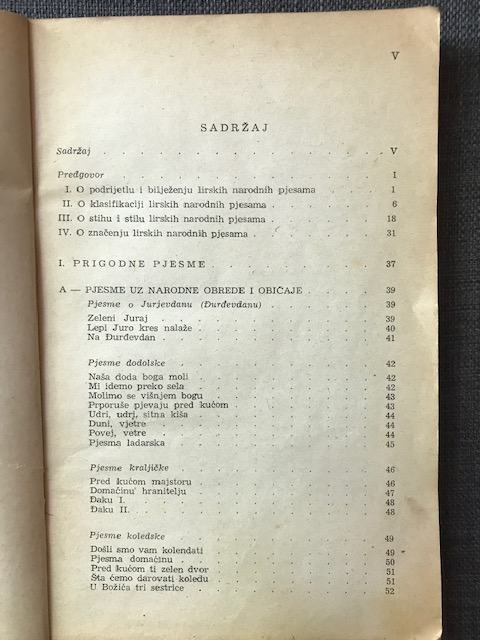 V
SADRŽAJ
Sadržaj V
Predgovor 1
I. O podrijetlu i bilježenju lirskih narodnih pjesama 1
II. O klasifikaciji lirskih narodnih pjesama 6
III. O stihu i stilu lirskih narodnih pjesama 18
IV. O značenju lirskih narodnih pjesama 31
I. PRIGODNE PJESME 37
A — PJESME UZ NARODNE OBREDE I OBIČAJE 39
Pjesme o Jurjevdanu (Đurđevdanu) 39
Zeleni Juraj 39
Lepi Juro kres nalaže 40
Na Đurđevdan 41
Pjesme dodolske 42
Naša doda boga moli 42
Mi idemo preko sela 42
Molimo se višnjem bogu 43
Prporuše pjevaju pred kućom 43
Udri, udrj, sitna kiša 44
Duni, vjetre 44
Povej, vetre 44
Pjesma ladarska 45
Pjesme kraljičke 46
Pred kućom majstoru 46
Domaćinu hranitelju 47
Đaku I. 48
Đaku II. 48
Pjesme koledske 49
Došli smo vam kolendati 49
Pjesma domaćinu 50
Pred kućom ti zelen dvor 51
Šta ćemo darovati koledu 51
U Božića tri sestrice 52